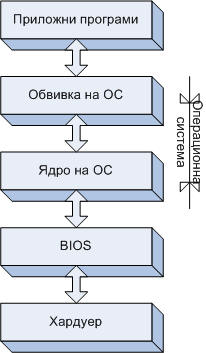 Приложни програми
Обвивка на ОС
Операционна
система
Ядро на ОС
BIOS
Хардуер